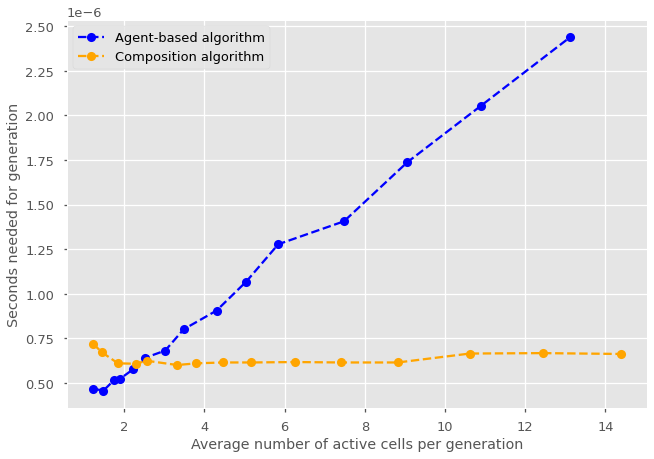 1e−6
2.50
2.25
2.00
1.75
1.50
1.25
1.00
0.75
0.50
Seconds needed for generation
Agent-based algorithm
Composition algorithm
2 4 6 8 10 12 14
Average number of active cells per generation